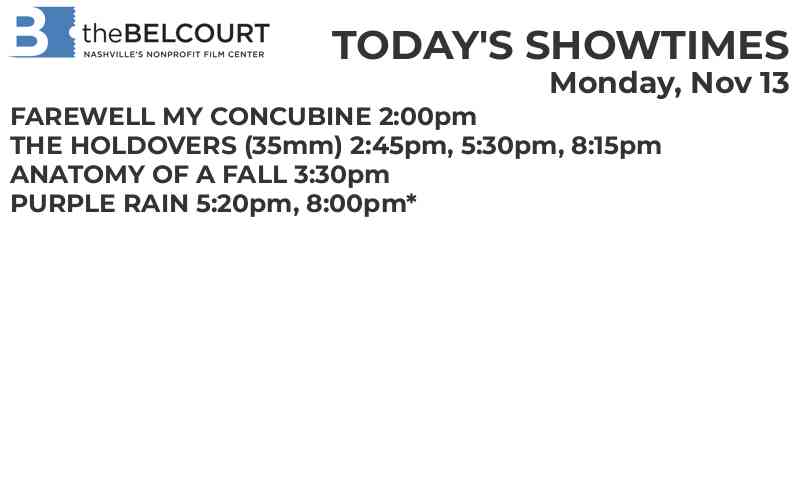 B theBELCOURT
NASHVILLE'S NONPROFIT FILM CENTER
TODAY'S SHOWTIMES
Monday, Nov 13
FAREWELL MY CONCUBINE 2:00pm
THE HOLDOVERS (35mm) 2:45pm, 5:30pm, 8:15pm
ANATOMY OF A FALL 3:30pm
PURPLE RAIN 5:20pm, 8:00pm*